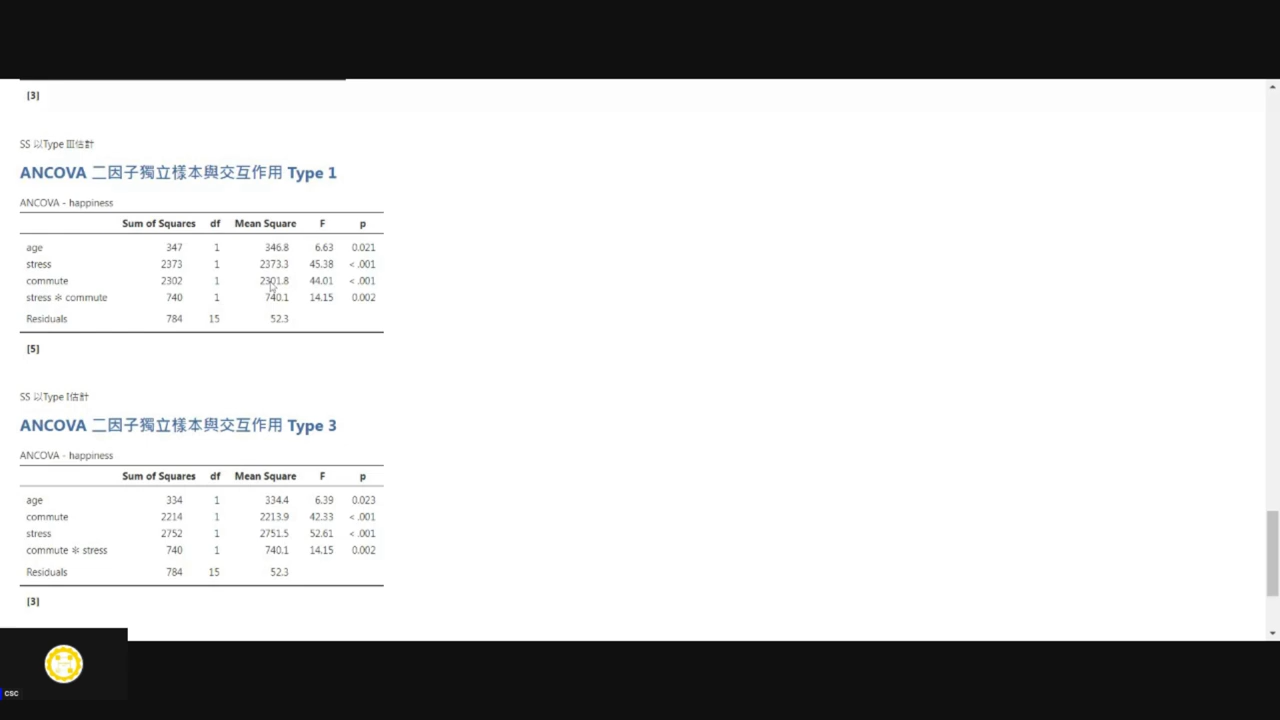 [3]
SS 以Type Ⅲ估計
ANCOVA 二因子獨立樣本與交互作用 Type 1
ANCOVA - happiness
Sum of Squares df Mean Square F p
age 347 1 346.8 6.63 0.021
stress 2373 1 2373.3 45.38 < .001
commute 2302 1 2301.8 44.01 < .001
stress ✻ commute 740 1 740.1 14.15 0.002
Residuals 784 15 52.3
[5]
SS 以Type I估計
ANCOVA 二因子獨立樣本與交互作用 Type 3
ANCOVA - happiness
Sum of Squares df Mean Square F p
age 334 1 334.4 6.39 0.023
commute 2214 1 2213.9 42.33 < .001
stress 2752 1 2751.5 52.61 < .001
commute ✻ stress 740 1 740.1 14.15 0.002
Residuals 784 15 52.3
[3]
csc